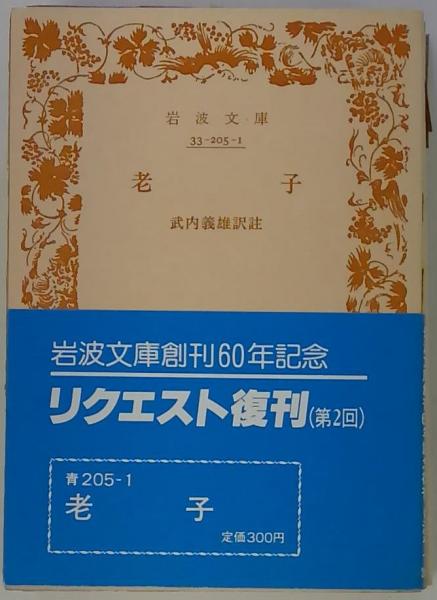 岩波文庫
33-205-1
老子
武内義雄訳註
岩波文庫創刊60年記念
リクエスト復刊(第2回)
青205-1
老子
定価300円